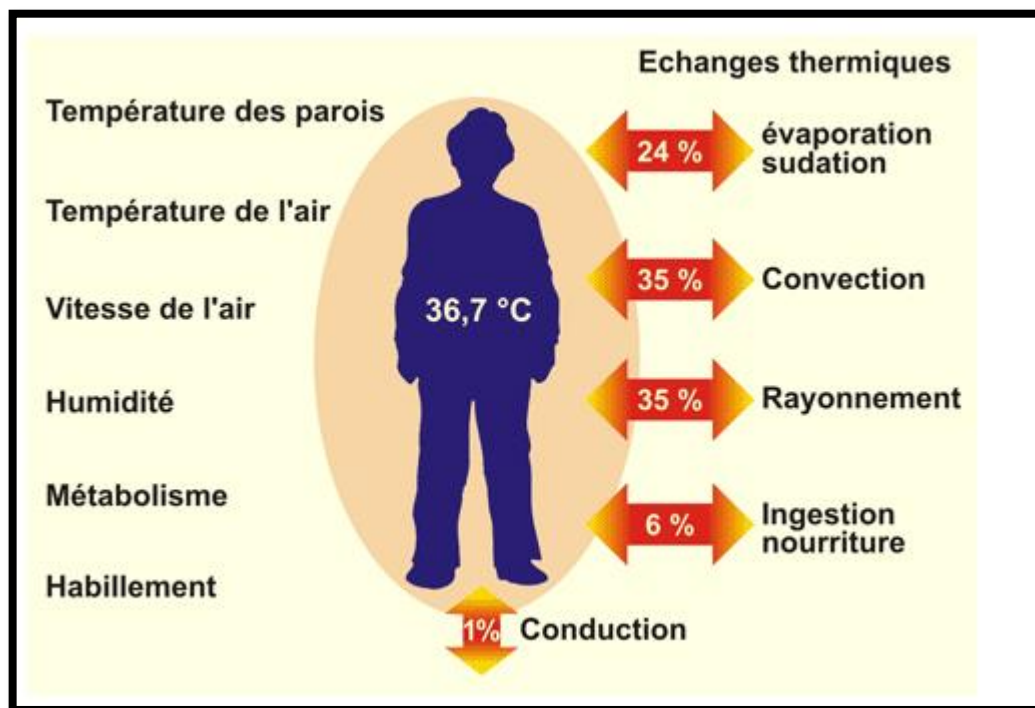 Echanges thermiques
Température des parois
Température de l'air
Vitesse de l'air
Humidité
Métabolisme
Habillement
36,7 °C
24 %
évaporation
sudation
35 %
Convection
35 %
Rayonnement
6 %
Ingestion
nourriture
1%
Conduction